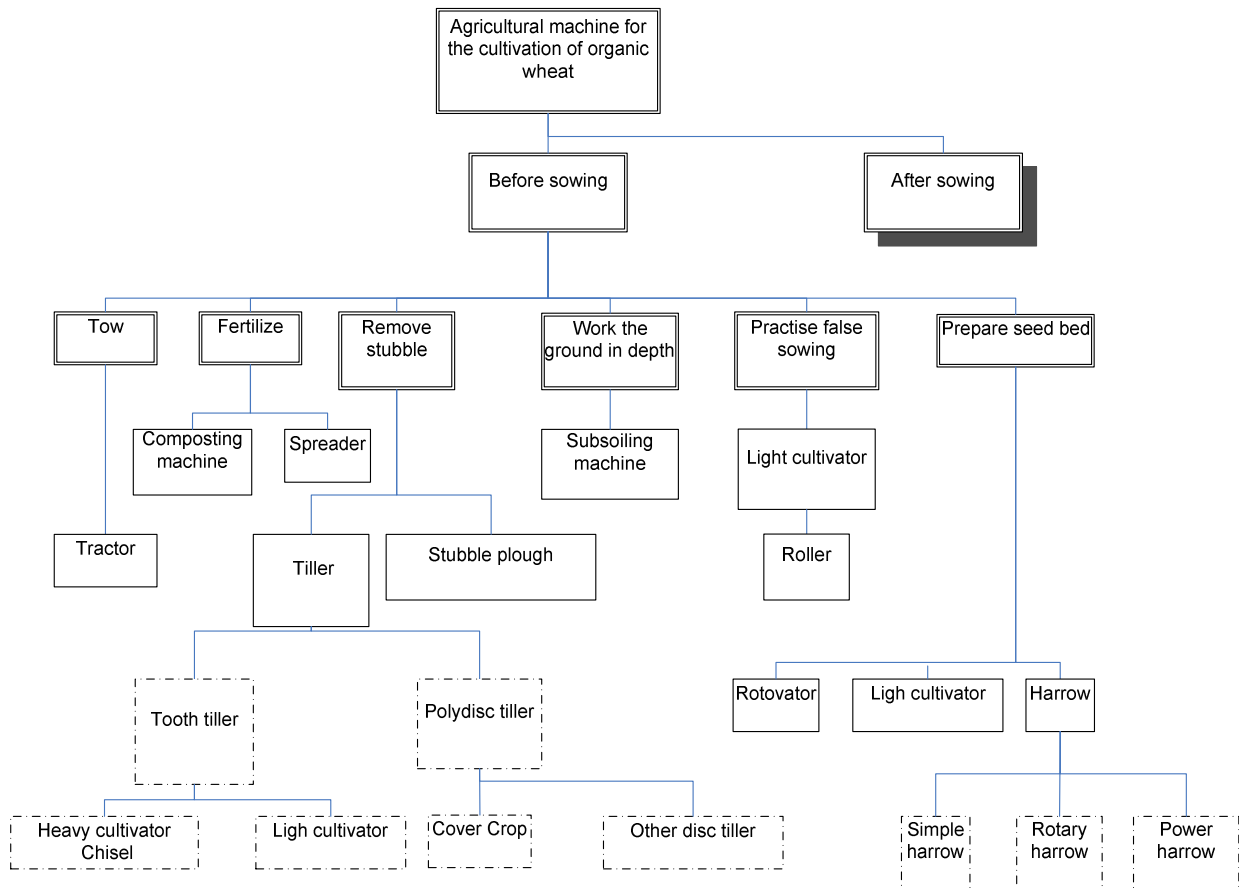 Agricultural machine for
the cultivation of organic
wheat
Before sowing
After sowing
Tow
Fertilize
Remove
stubble
Work the
ground in depth
Practise false
sowing
Prepare seed bed
Composting
machine
Spreader
Subsoiling
machine
Light cultivator
Tractor
Tiller
Stubble plough
Roller
Tooth tiller
Polydisc tiller
Rotovator
Ligh cultivator
Harrow
Heavy cultivator
Chisel
Ligh cultivator
Cover Crop
Other disc tiller
Simple
harrow
Rotary
harrow
Power
harrow